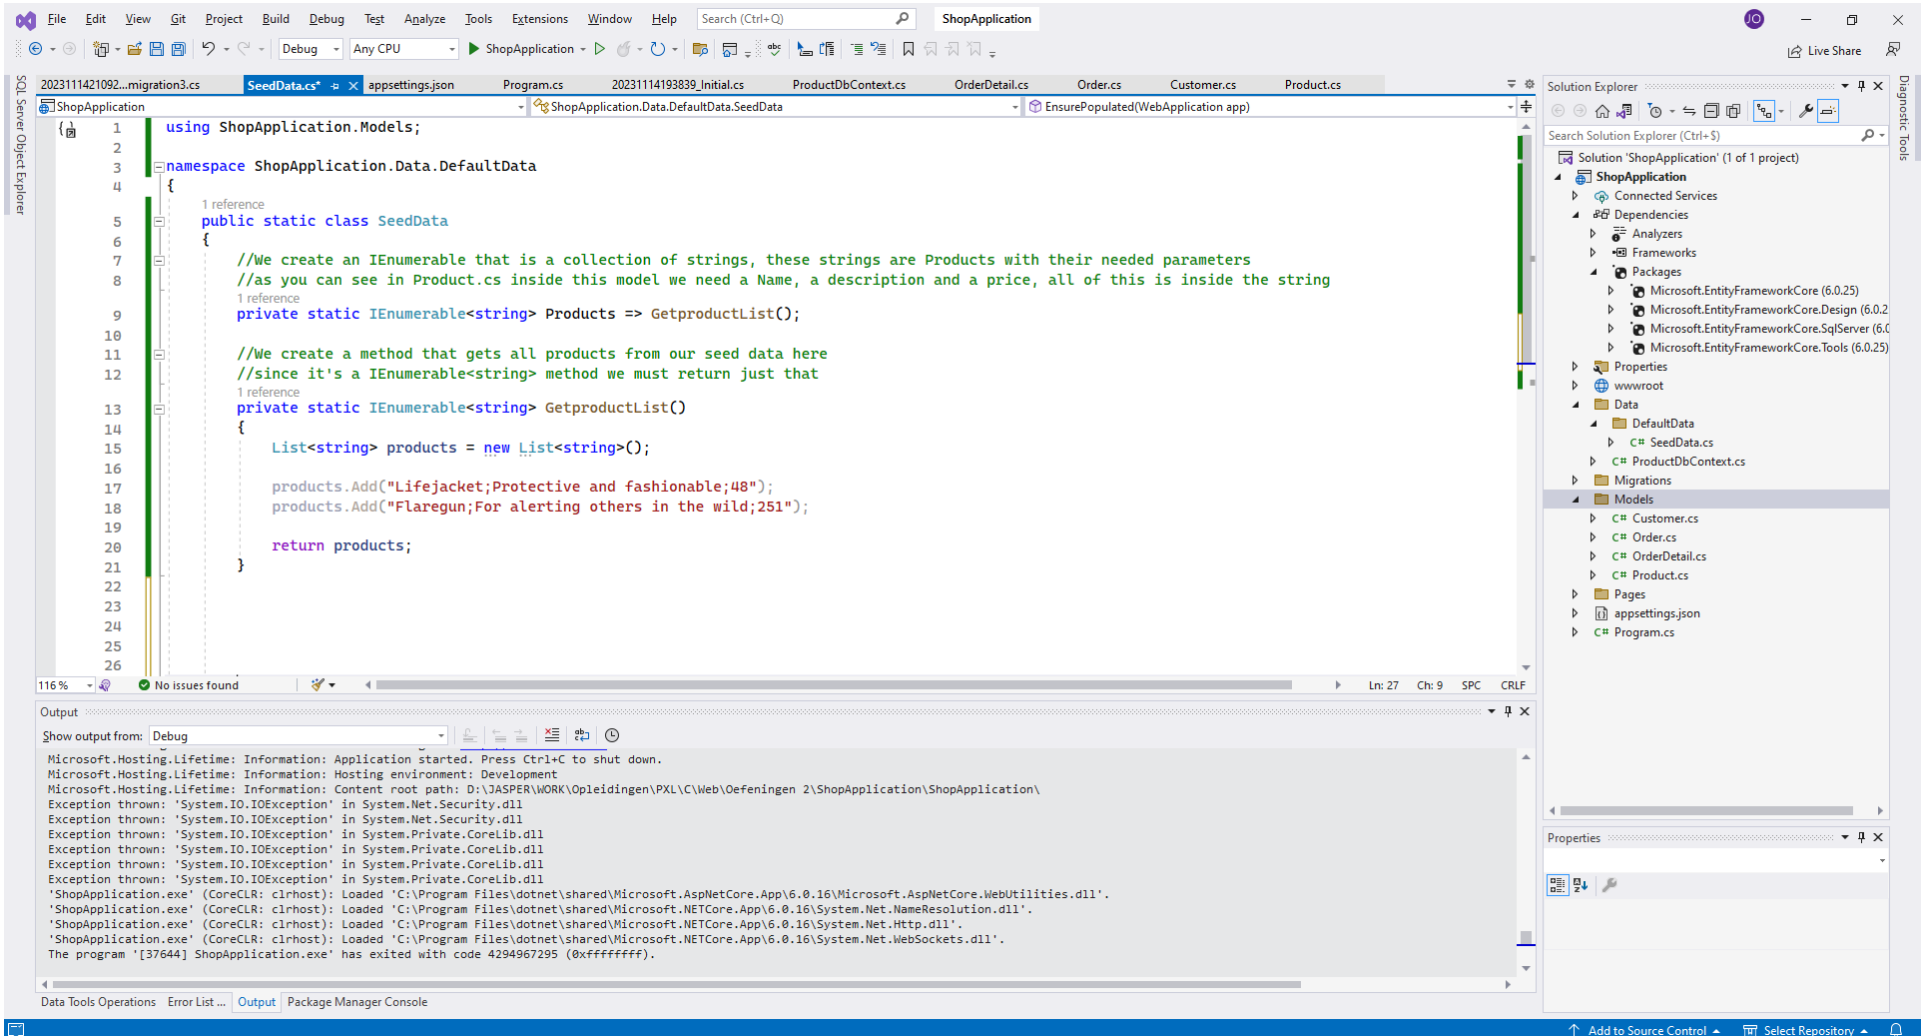 File Edit View Git Project Build Debug Test Analyze Tools Extensions Window Help Search (Ctrl+Q) ShopApplication JO
Debug Any CPU ShopApplication Live Share
SQL Server Object Explorer
2023111421092...migration3.cs SeedData.cs* appsettings.json Program.cs 20231114193839_Initial.cs ProductDbContext.cs OrderDetail.cs Order.cs Customer.cs Product.cs
ShopApplication ShopApplication.Data.DefaultData.SeedData EnsurePopulated(WebApplication app)
1 using ShopApplication.Models;
2
3 namespace ShopApplication.Data.DefaultData
4 {
1 reference
5 public static class SeedData
6 {
7 //We create an IEnumerable that is a collection of strings, these strings are Products with their needed parameters
8 //as you can see in Product.cs inside this model we need a Name, a description and a price, all of this is inside the string
1 reference
9 private static IEnumerable<string> Products => GetproductList();
10
11 //We create a method that gets all products from our seed data here
12 //since it's a IEnumerable<string> method we must return just that
1 reference
13 private static IEnumerable<string> GetproductList()
14 {
15 List<string> products = new List<string>();
16
17 products.Add("Lifejacket;Protective and fashionable;48");
18 products.Add("Flaregun;For alerting others in the wild;251");
19
20 return products;
21 }
22
23
24
25
26
116 % No issues found Ln: 27 Ch: 9 SPC CRLF
Output
Show output from: Debug
Microsoft.Hosting.Lifetime: Information: Application started. Press Ctrl+C to shut down.
Microsoft.Hosting.Lifetime: Information: Hosting environment: Development
Microsoft.Hosting.Lifetime: Information: Content root path: D:\JASPER\WORK\Opleidingen\PXL\C\Web\Oefeningen 2\ShopApplication\ShopApplication\
Exception thrown: 'System.IO.IOException' in System.Net.Security.dll
Exception thrown: 'System.IO.IOException' in System.Net.Security.dll
Exception thrown: 'System.IO.IOException' in System.Private.CoreLib.dll
Exception thrown: 'System.IO.IOException' in System.Private.CoreLib.dll
Exception thrown: 'System.IO.IOException' in System.Private.CoreLib.dll
Exception thrown: 'System.IO.IOException' in System.Private.CoreLib.dll
'ShopApplication.exe' (CoreCLR: clrhost): Loaded 'C:\Program Files\dotnet\shared\Microsoft.AspNetCore.App\6.0.16\Microsoft.AspNetCore.WebUtilities.dll'.
'ShopApplication.exe' (CoreCLR: clrhost): Loaded 'C:\Program Files\dotnet\shared\Microsoft.NETCore.App\6.0.16\System.Net.NameResolution.dll'.
'ShopApplication.exe' (CoreCLR: clrhost): Loaded 'C:\Program Files\dotnet\shared\Microsoft.NETCore.App\6.0.16\System.Net.Http.dll'.
'ShopApplication.exe' (CoreCLR: clrhost): Loaded 'C:\Program Files\dotnet\shared\Microsoft.NETCore.App\6.0.16\System.Net.WebSockets.dll'.
The program '[37644] ShopApplication.exe' has exited with code 4294967295 (0xffffffff).
Data Tools Operations Error List ... Output Package Manager Console
Solution Explorer
Search Solution Explorer (Ctrl+$)
Solution 'ShopApplication' (1 of 1 project)
ShopApplication
Connected Services
Dependencies
Analyzers
Frameworks
Packages
Microsoft.EntityFrameworkCore (6.0.25)
Microsoft.EntityFrameworkCore.Design (6.0.2
Microsoft.EntityFrameworkCore.SqlServer (6.0
Microsoft.EntityFrameworkCore.Tools (6.0.25)
Properties
wwwroot
Data
DefaultData
C# SeedData.cs
C# ProductDbContext.cs
Migrations
Models
C# Customer.cs
C# Order.cs
C# OrderDetail.cs
C# Product.cs
Pages
appsettings.json
C# Program.cs
Properties
Diagnostic Tools
Add to Source Control Select Repository